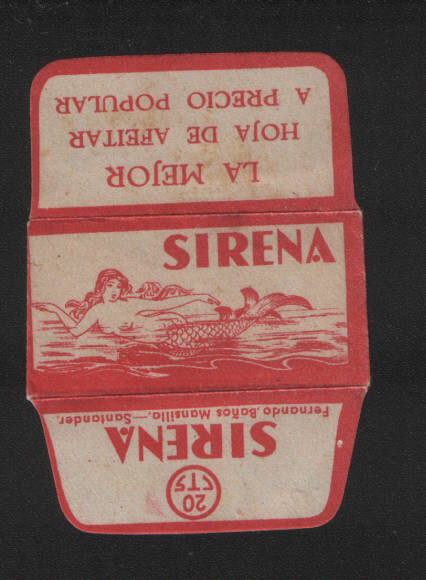 LA MEJOR
HOJA DE AFEITAR
A PRECIO POPULAR
SIRENA
20
CTS
SIRENA
Fernando.Baños Mansilla.—Santander.